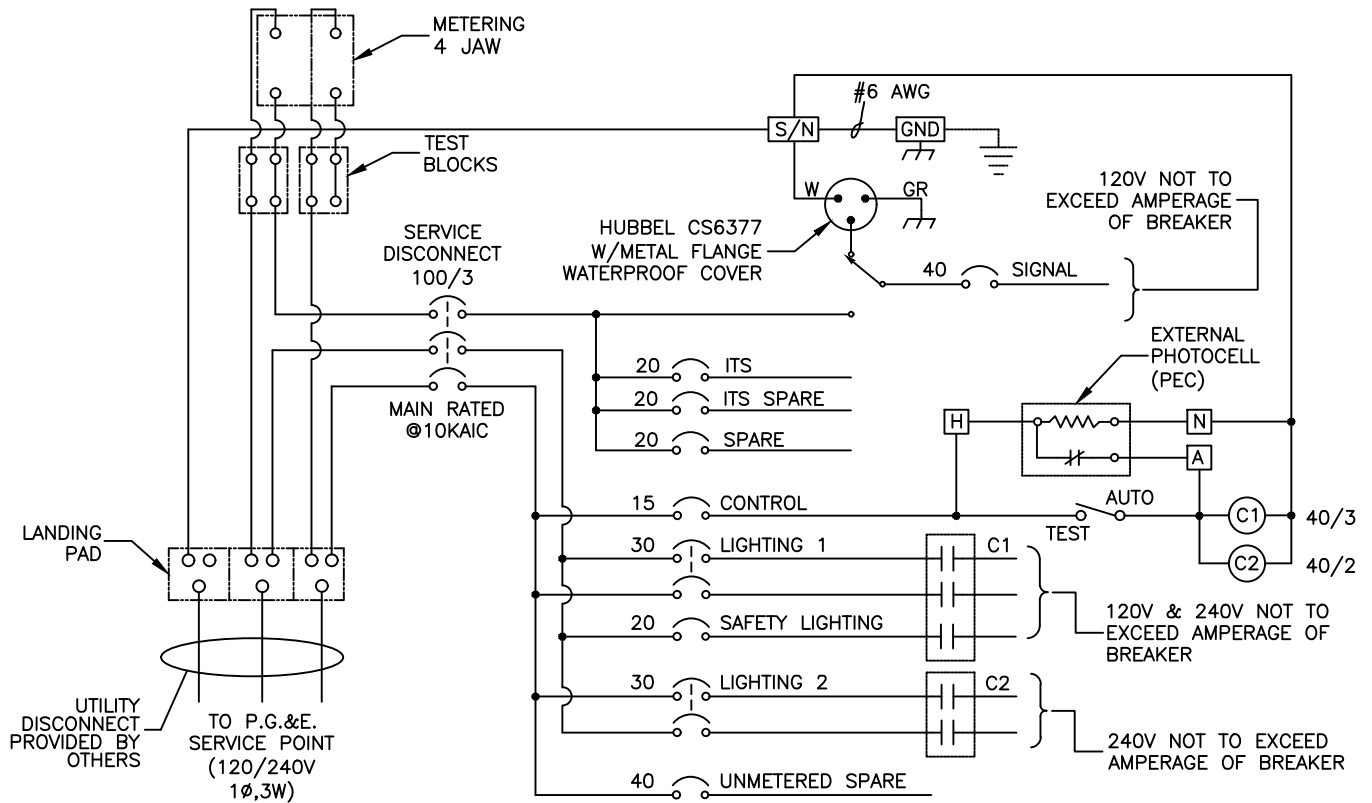 METERING
4 JAW
#6 AWG
S/N
GND
TEST
BLOCKS
W
GR
120V NOT TO
EXCEED AMPERAGE
OF BREAKER
HUBBEL CS6377
W/METAL FLANGE
WATERPROOF COVER
SERVICE
DISCONNECT
100/3
40
SIGNAL
EXTERNAL
PHOTOCELL
(PEC)
20
ITS
20
ITS SPARE
20
SPARE
MAIN RATED
@10KAIC
H
N
A
15
CONTROL
TEST
AUTO
C1
40/3
C2
40/2
LANDING
PAD
30
LIGHTING 1
C1
20
SAFETY LIGHTING
120V & 240V NOT TO
EXCEED AMPERAGE OF
BREAKER
30
LIGHTING 2
C2
240V NOT TO EXCEED
AMPERAGE OF BREAKER
40
UNMETERED SPARE
UTILITY
DISCONNECT
PROVIDED BY
OTHERS
TO P.G.&E.
SERVICE POINT
(120/240V
1Ø,3W)